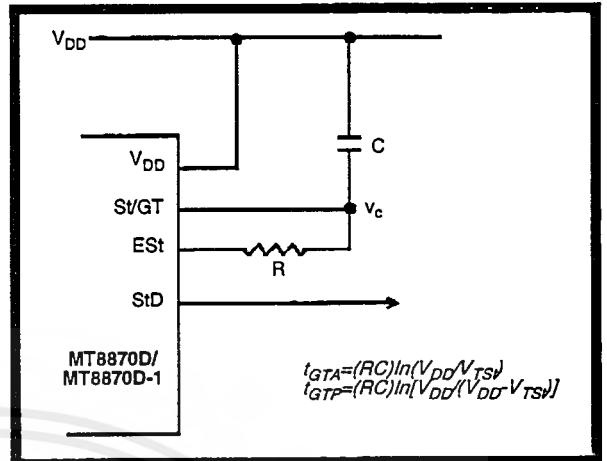 VDD
C
VDD
St/GT
vc
ESt
R
StD
MT8870D/
MT8870D-1
tGTA=(RC)ln(VDD/VTSt)
tGTP=(RC)ln[VDD/(VDD-VTSt)]